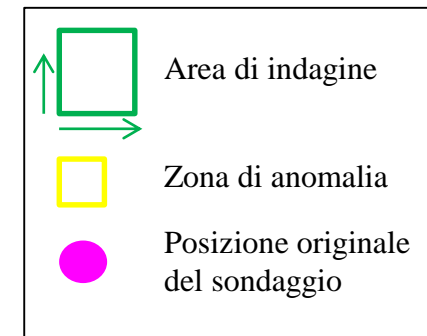 Area di indagine
Zona di anomalia
Posizione originale
del sondaggio